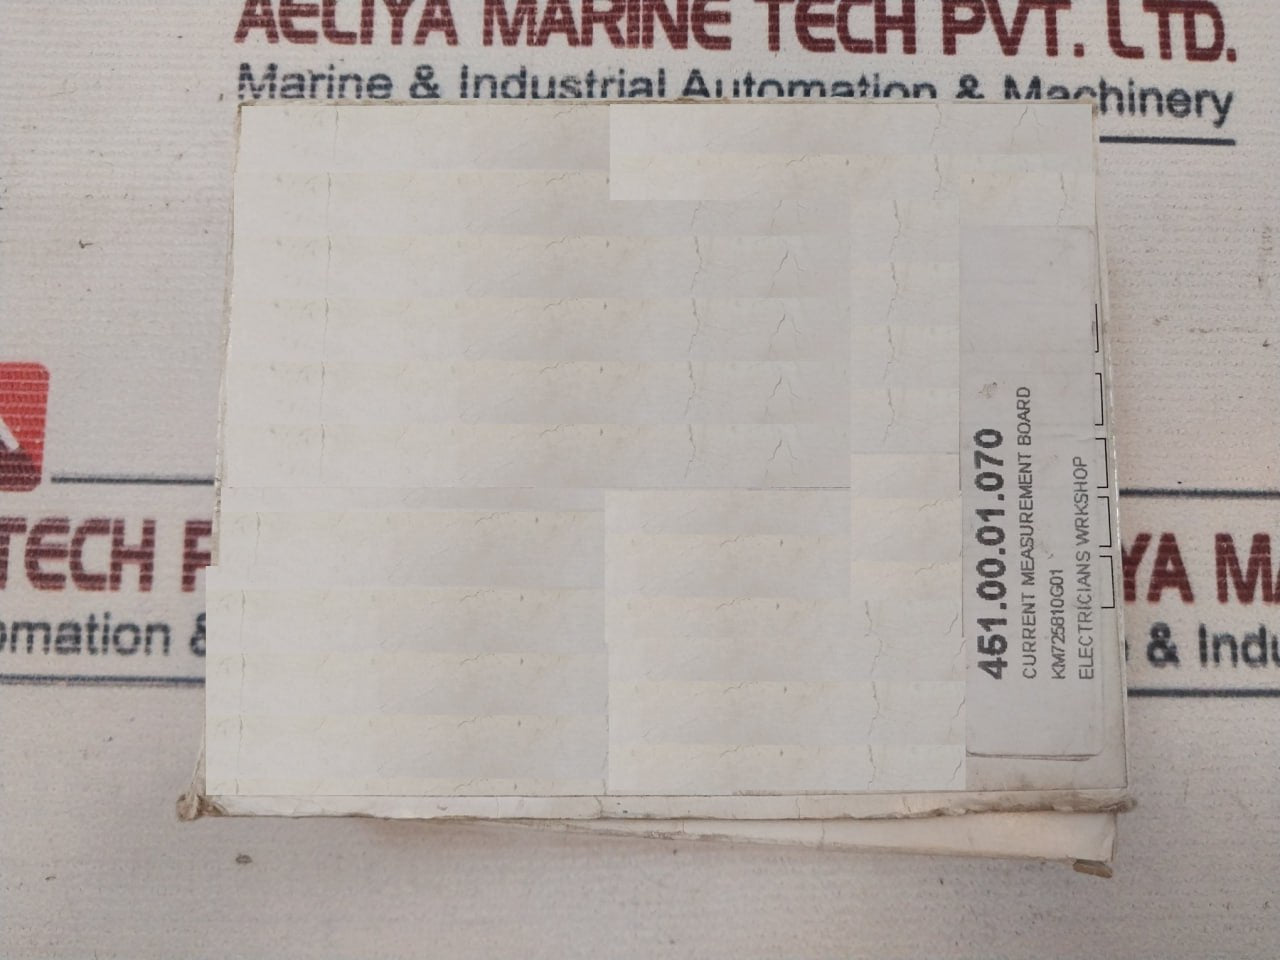 AELIYA MARINE TECH PVT. LTD.
Marine & Industrial Automation & Machinery
451.00.01.070
CURRENT MEASUREMENT BOARD
KM725810G01
ELECTRICIANS WRKSHOP
TECH P
omation &
YA MA
& Indu